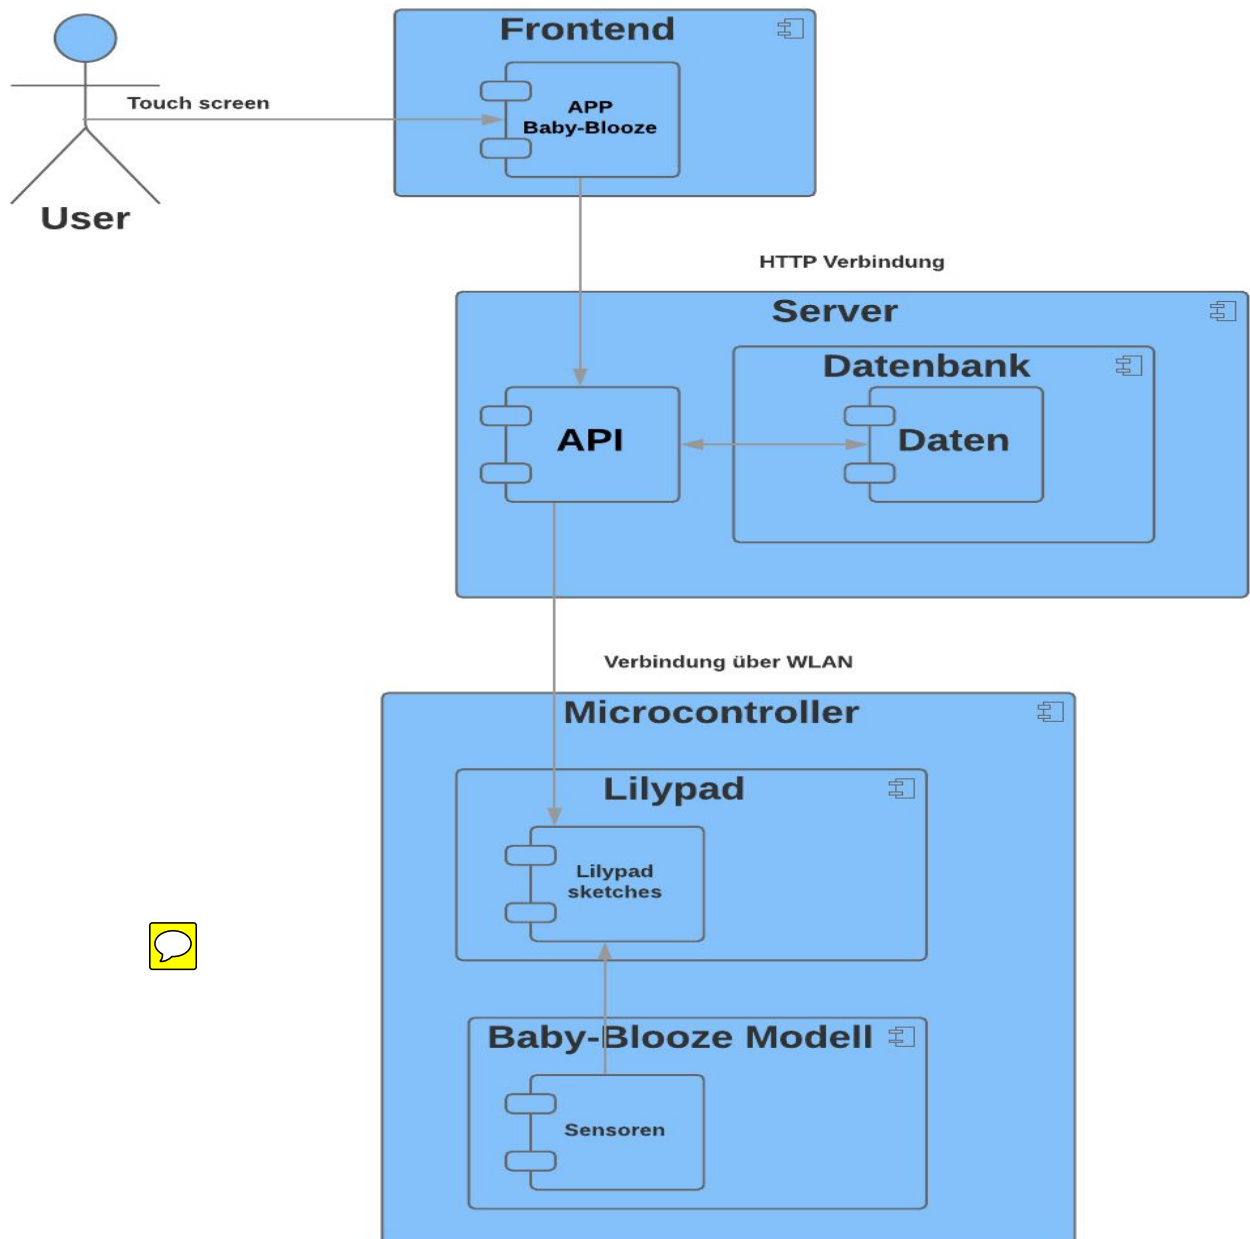 Frontend
Touch screen
APP
Baby-Blooze
User
HTTP Verbindung
Server
Datenbank
API
Daten
Verbindung über WLAN
Microcontroller
Lilypad
Lilypad
sketches
Baby-Blooze Modell
Sensoren